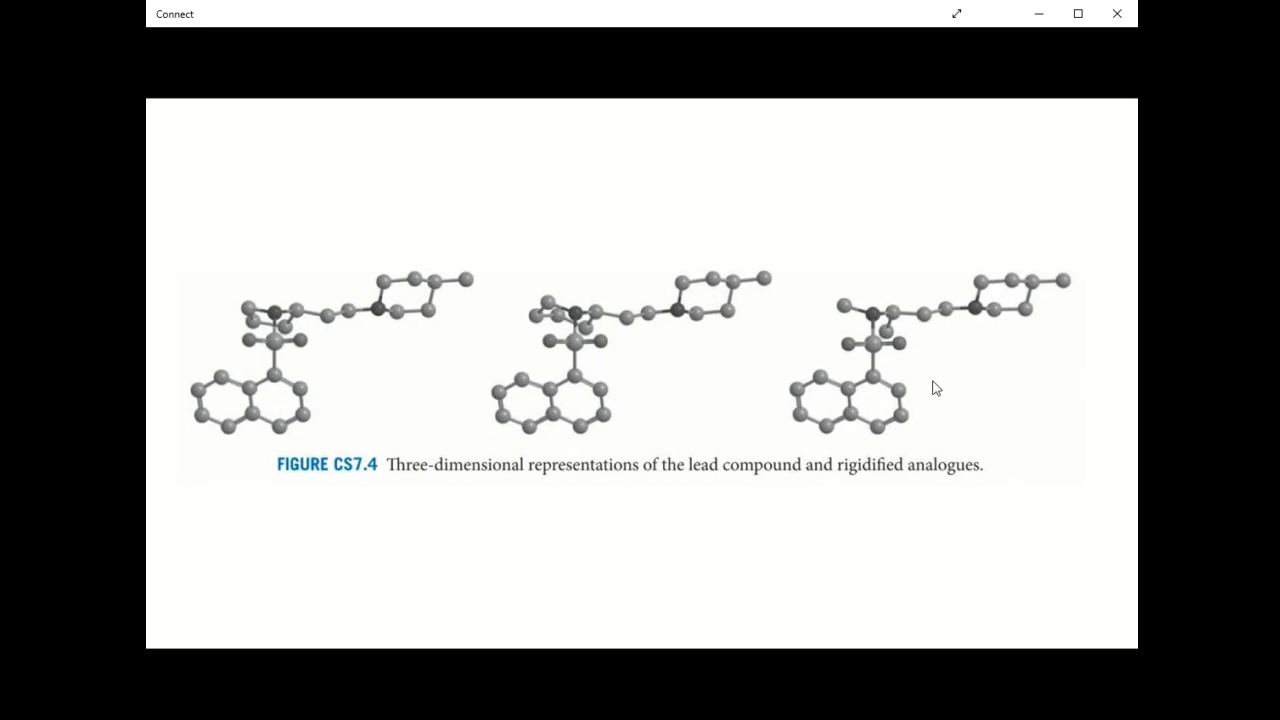 Connect
FIGURE CS7.4 Three-dimensional representations of the lead compound and rigidified analogues.